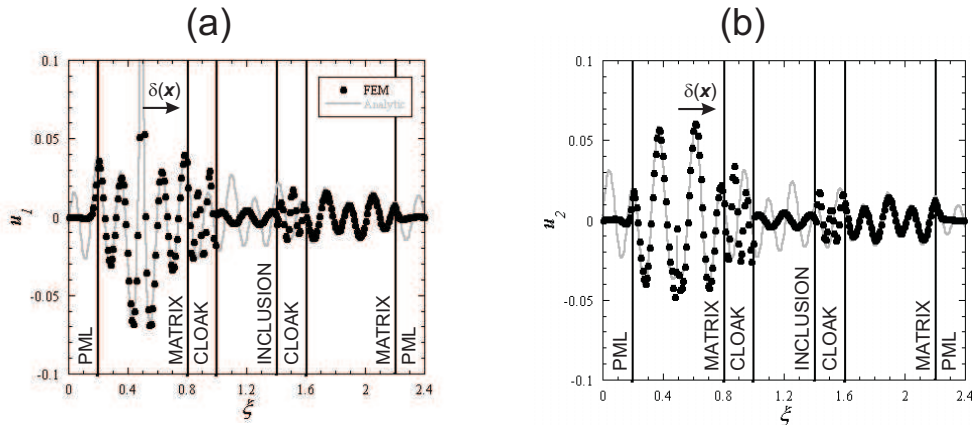 (a)
0.1
0.05
0
-0.05
-0.1
u1
δ(x)
FEM
Analytic
PML
MATRIX
CLOAK
INCLUSION
CLOAK
MATRIX
PML
0 0.4 0.8 1.2 1.6 2 2.4
ξ
(b)
0.1
0.05
0
-0.05
-0.1
u2
δ(x)
PML
MATRIX
CLOAK
INCLUSION
CLOAK
MATRIX
PML
0 0.4 0.8 1.2 1.6 2 2.4
ξ